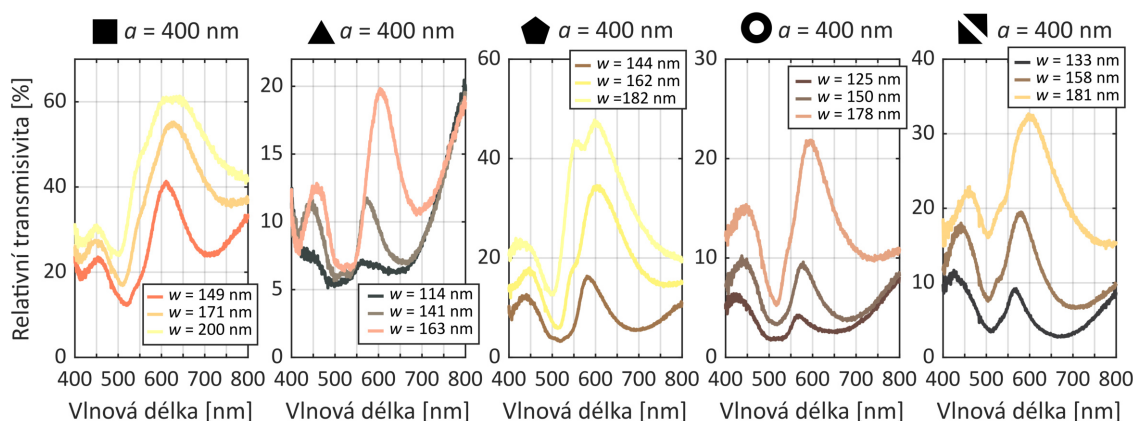 a = 400 nm
a = 400 nm
a = 400 nm
a = 400 nm
a = 400 nm
Relativní transmisivita [%]
60
40
20
0
w = 149 nm
w = 171 nm
w = 200 nm
400 500 600 700 800
Vlnová délka [nm]
20
15
10
5
0
w = 114 nm
w = 141 nm
w = 163 nm
400 500 600 700 800
Vlnová délka [nm]
60
40
20
0
w = 144 nm
w = 162 nm
w =182 nm
400 500 600 700 800
Vlnová délka [nm]
30
20
10
0
w = 125 nm
w = 150 nm
w = 178 nm
400 500 600 700 800
Vlnová délka [nm]
40
30
20
10
0
w = 133 nm
w = 158 nm
w = 181 nm
400 500 600 700 800
Vlnová délka [nm]